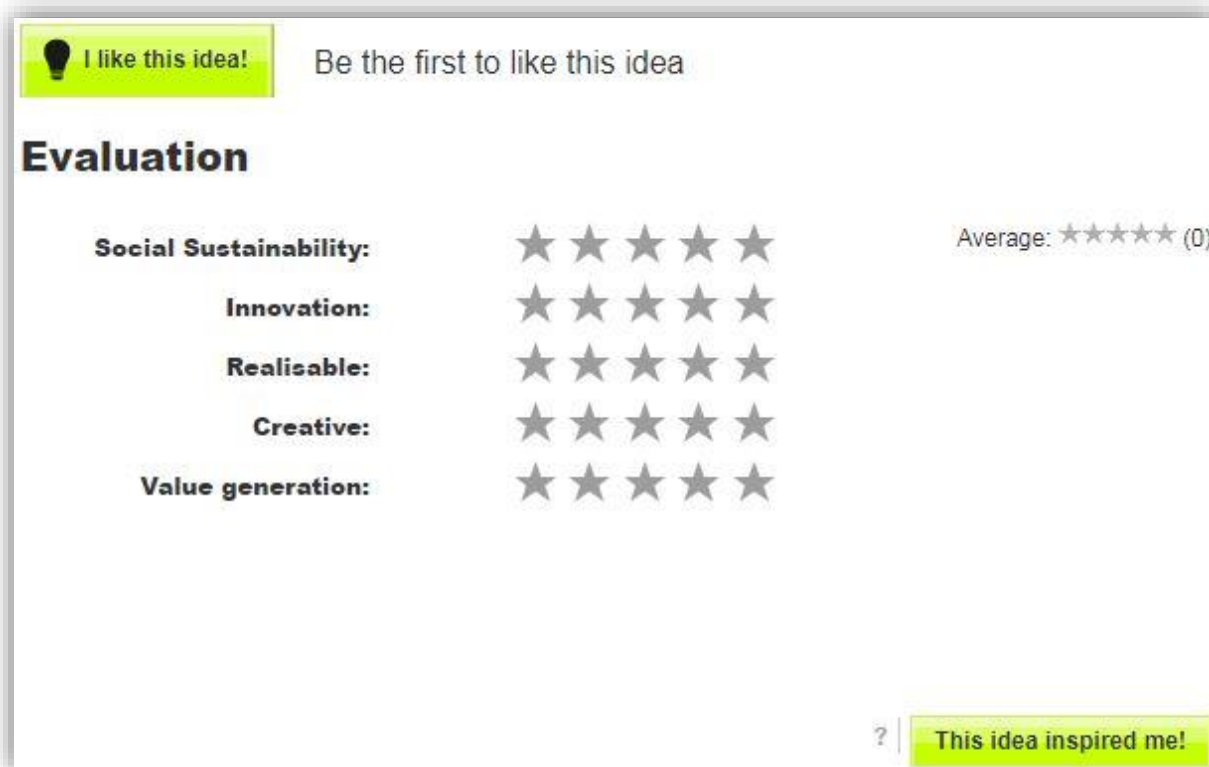 I like this idea! Be the first to like this idea
Evaluation
Social Sustainability:
Average: (0)
Innovation:
Realisable:
Creative:
Value generation:
? This idea inspired me!